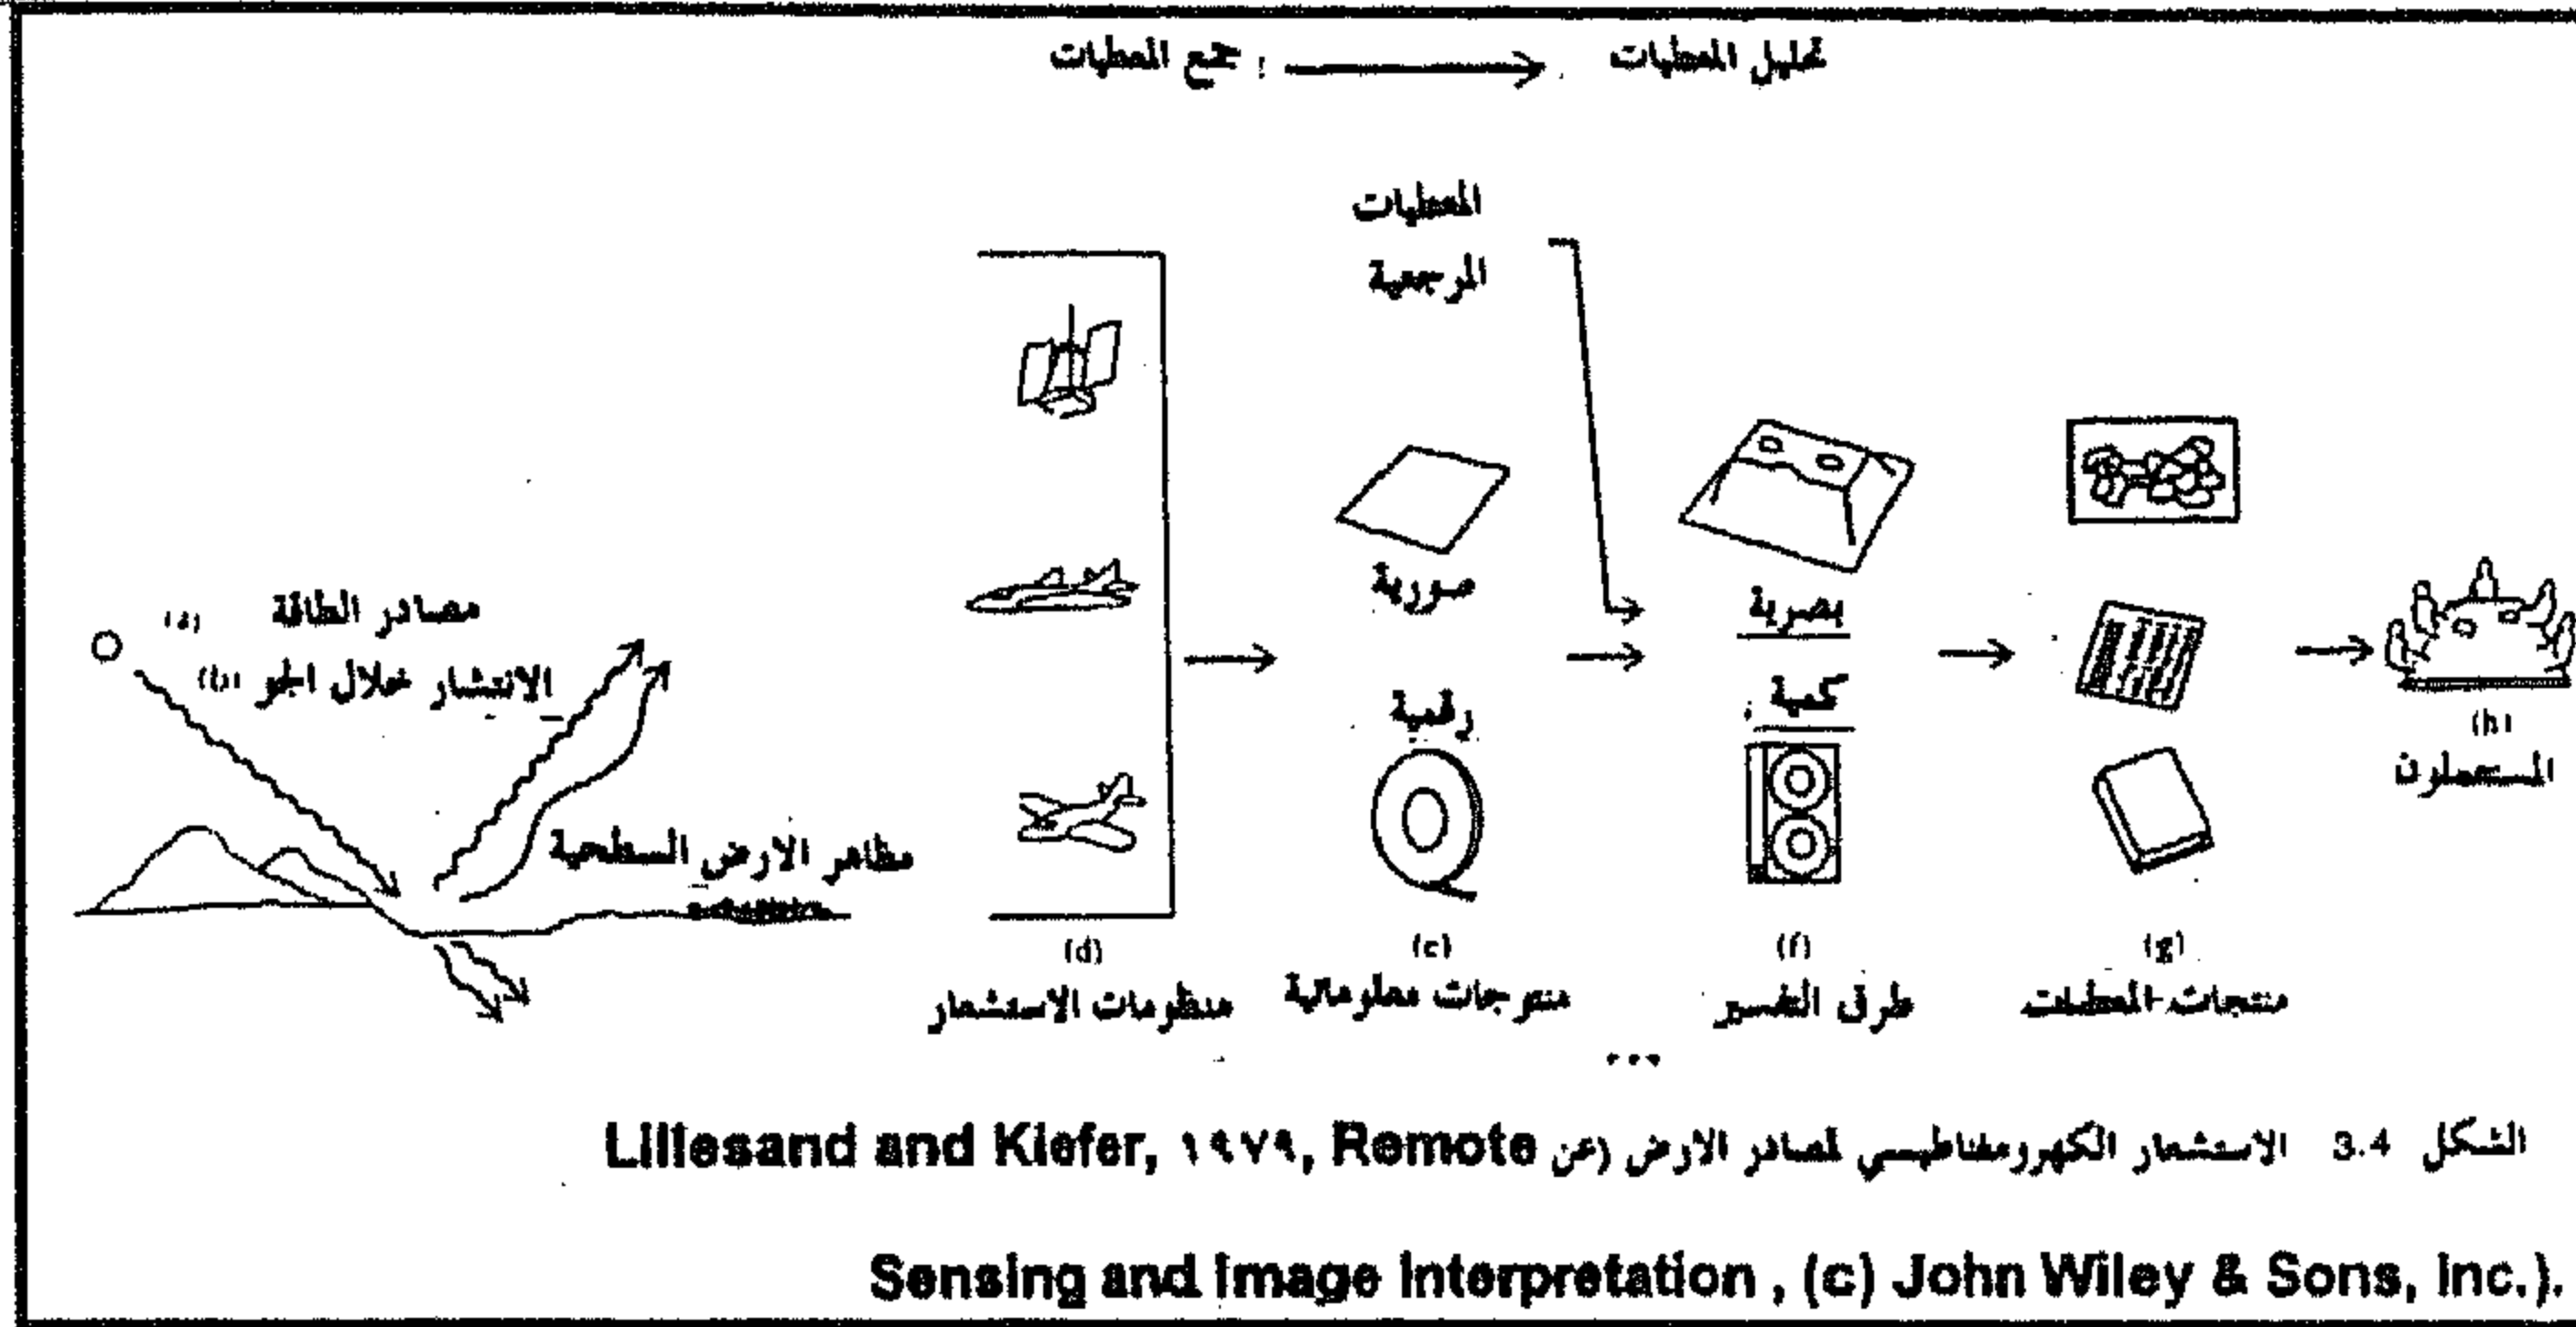 جمع المعطيات
تحليل المعطيات
المعطيات
المرجعية
(a) مصادر الطاقة
(b) الانتشار خلال الجو
مظاهر الارض السطحية
صورية
رقمية
بصرية
كمية
(d)
منظومات الاستشعار
(e)
منتوجات معلوماتية
(f)
طرق التفسير
(g)
منتجات المعطيات
(h)
المستعملون
الشكل 3.4 الاستشعار الكهرومغناطيسي لمصادر الارض (عن Lillesand and Kiefer, ١٩٧٩, Remote
Sensing and Image Interpretation , (c) John Wiley & Sons, Inc.).